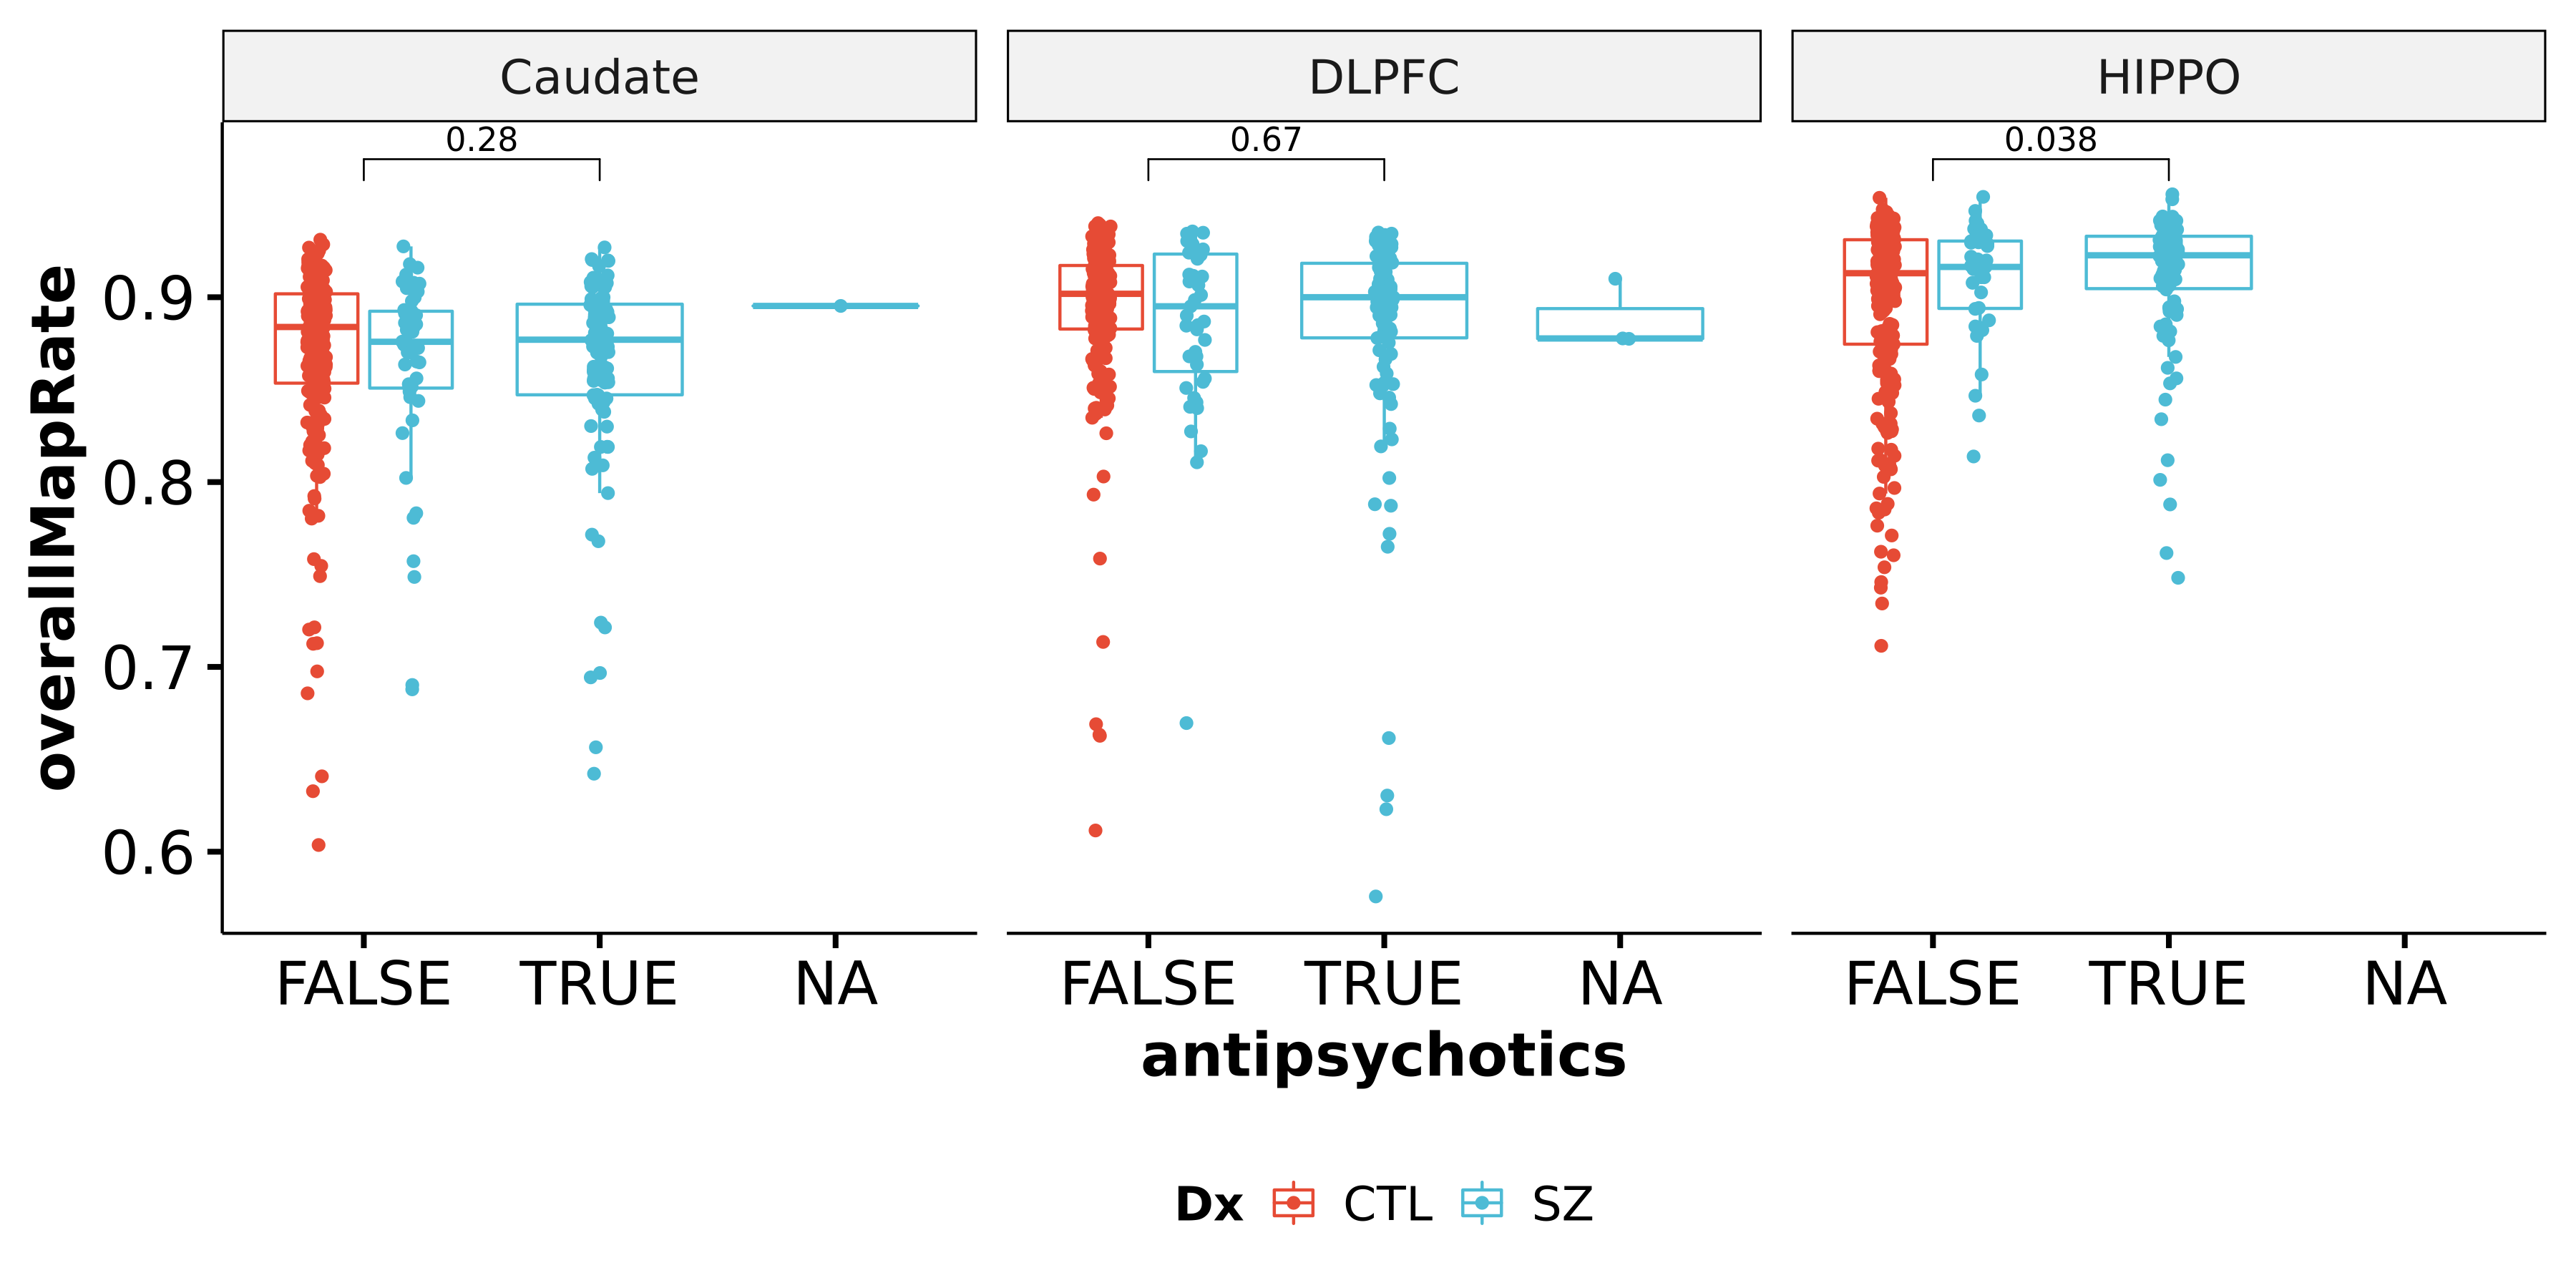 Caudate DLPFC HIPPO
0.28 0.67 0.038
overallMapRate
0.9
0.8
0.7
0.6
FALSE TRUE NA FALSE TRUE NA FALSE TRUE NA
antipsychotics
Dx CTL SZ